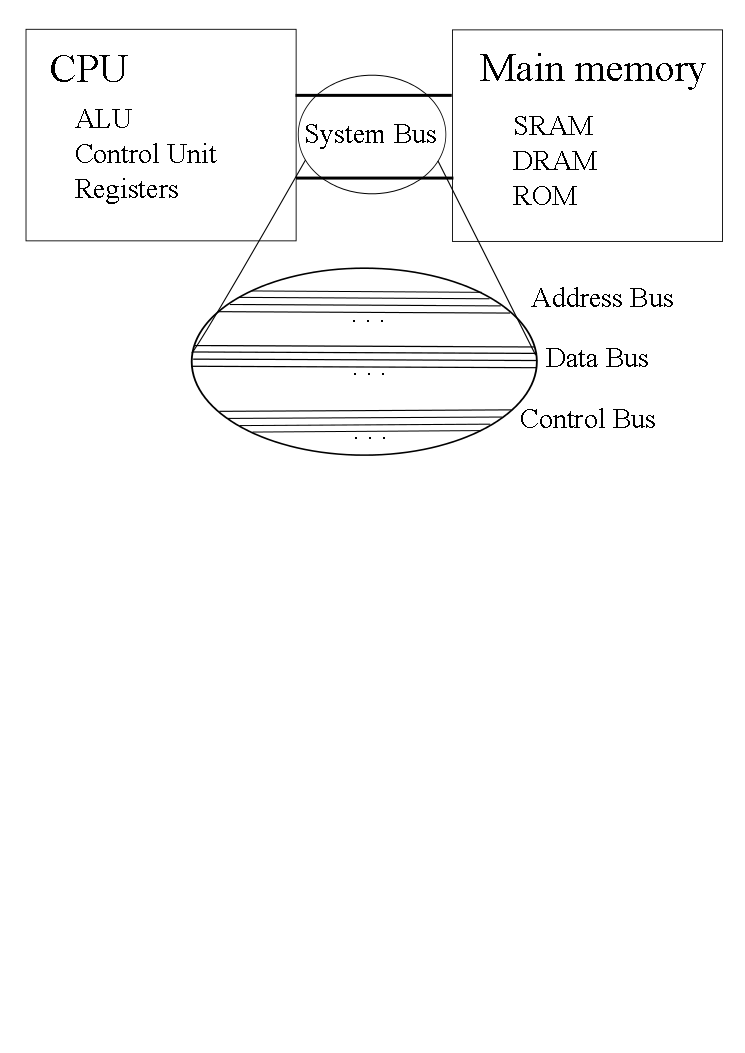 CPU
ALU
Control Unit
Registers
System Bus
Main memory
SRAM
DRAM
ROM
Address Bus
. . .
Data Bus
. . .
Control Bus
. . .